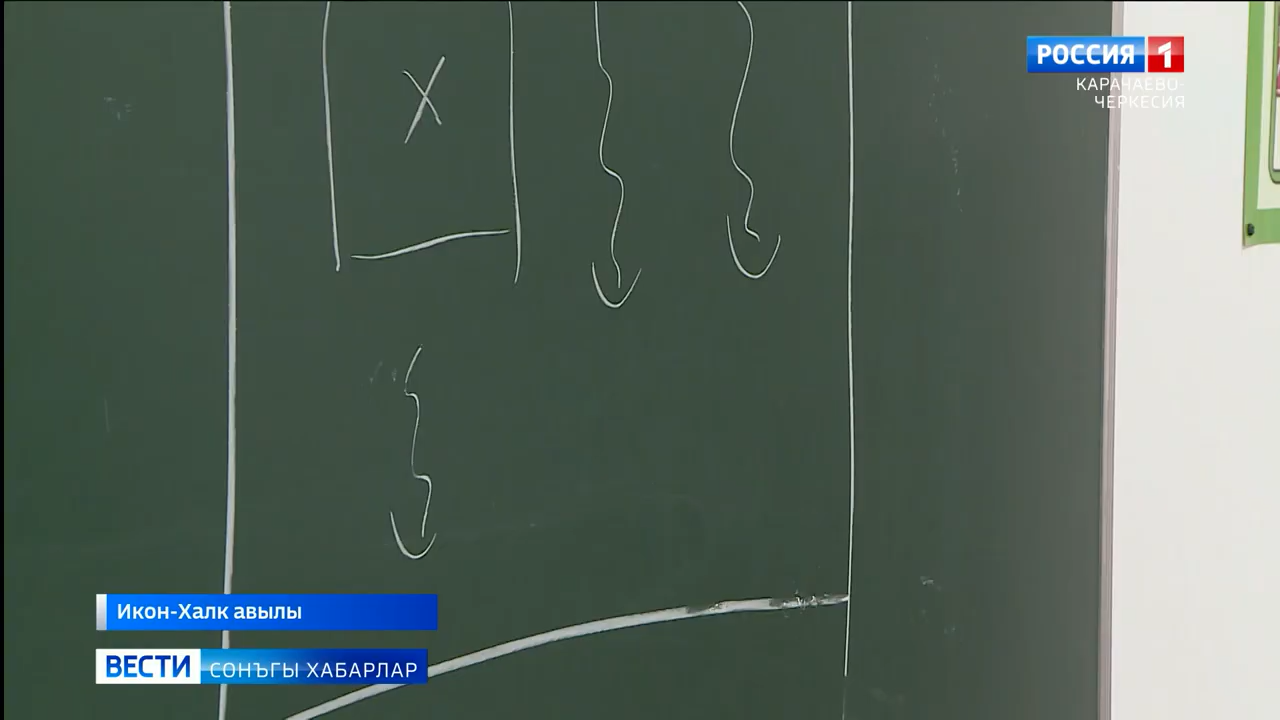 РОССИЯ 1
КАРАЧАЕВО-
ЧЕРКЕСИЯ
X
Икон-Халк авылы
ВЕСТИ СОНЪГЫ ХАБАРЛАР